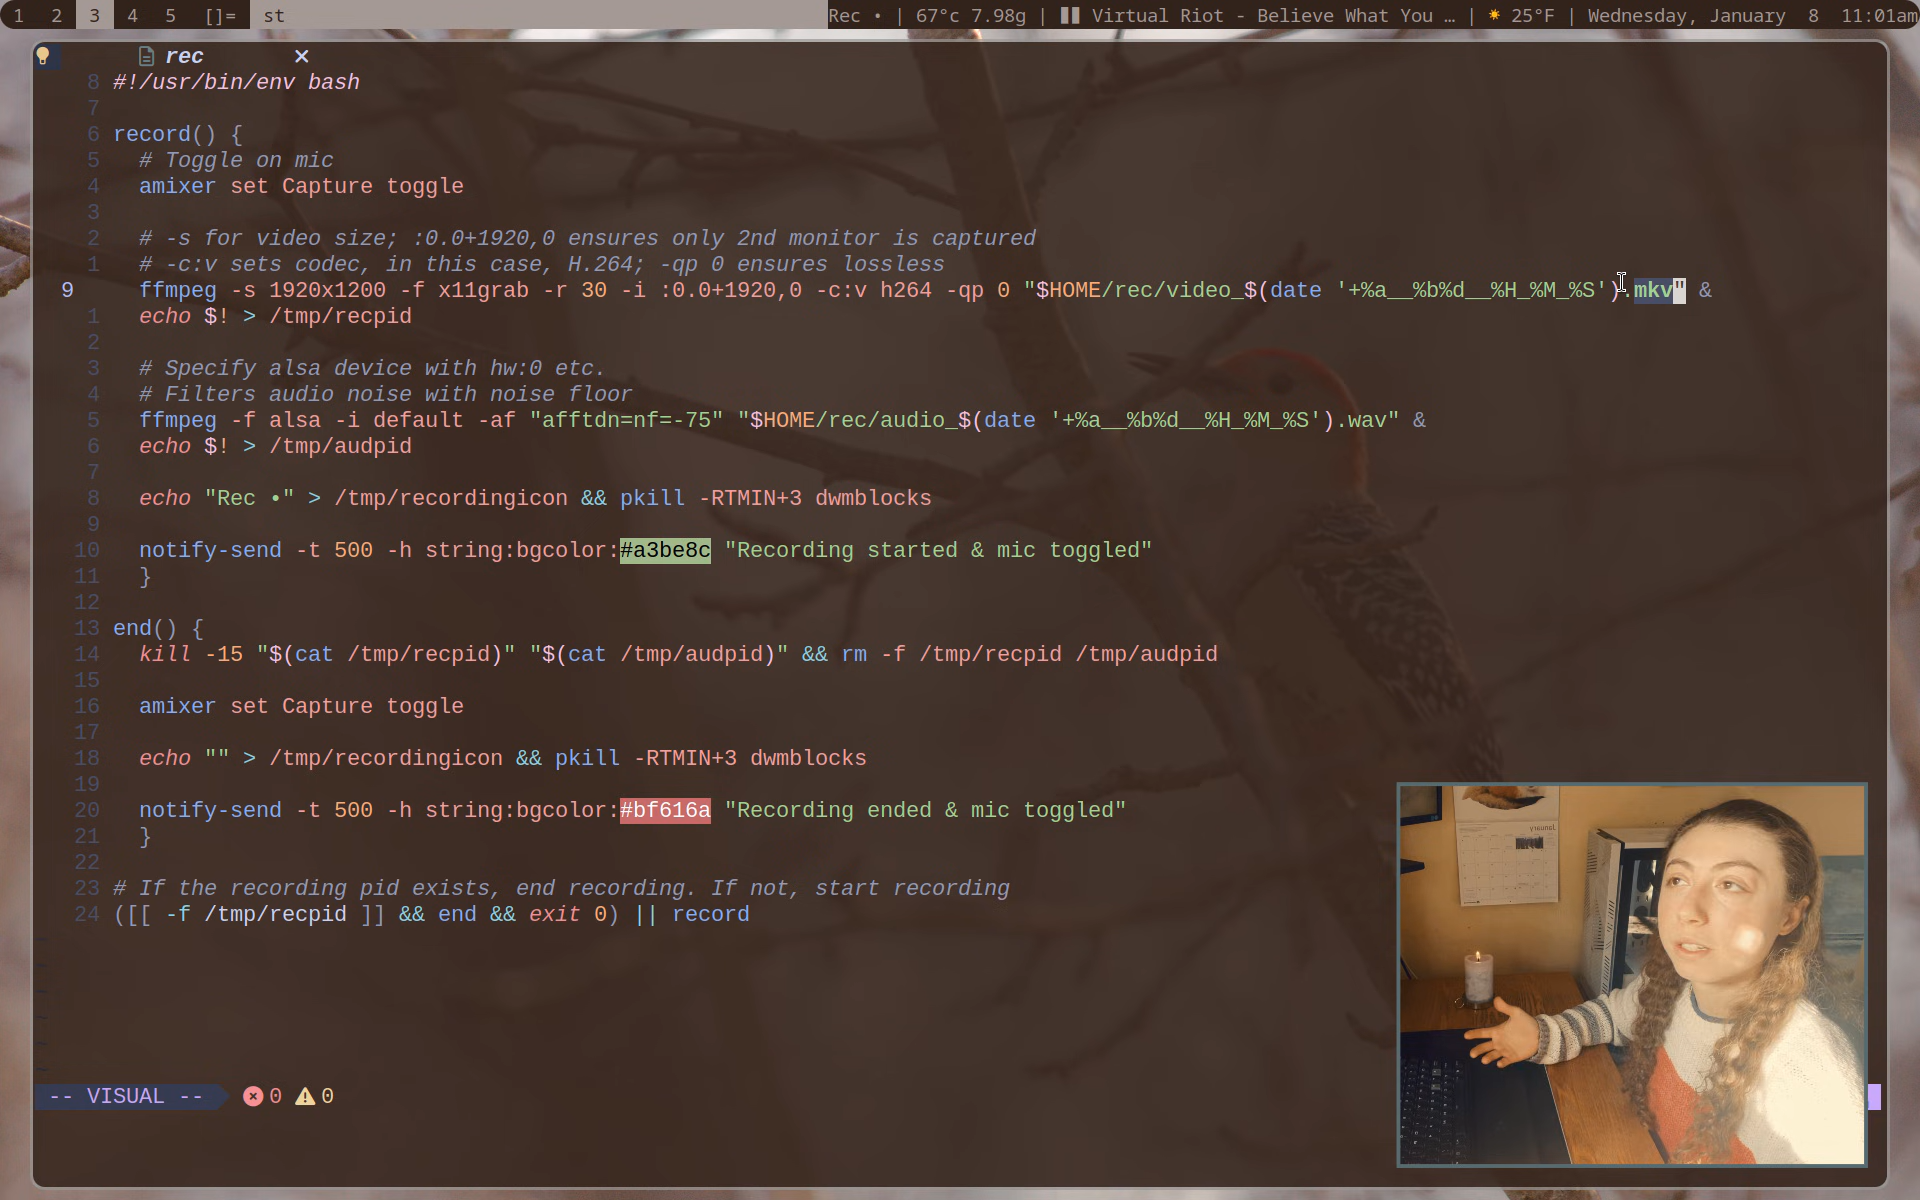 1 2 3 4 5 []= st Rec • | 67°c 7.98g | Virtual Riot - Believe What You … | 25°F | Wednesday, January 8 11:01am
rec ✕
8 #!/usr/bin/env bash
7
6 record() {
5 # Toggle on mic
4 amixer set Capture toggle
3
2 # -s for video size; :0.0+1920,0 ensures only 2nd monitor is captured
1 # -c:v sets codec, in this case, H.264; -qp 0 ensures lossless
9 ffmpeg -s 1920x1200 -f x11grab -r 30 -i :0.0+1920,0 -c:v h264 -qp 0 "$HOME/rec/video_$(date '+%a__%b%d__%H_%M_%S').mkv" &
1 echo $! > /tmp/recpid
2
3 # Specify alsa device with hw:0 etc.
4 # Filters audio noise with noise floor
5 ffmpeg -f alsa -i default -af "afftdn=nf=-75" "$HOME/rec/audio_$(date '+%a__%b%d__%H_%M_%S').wav" &
6 echo $! > /tmp/audpid
7
8 echo "Rec •" > /tmp/recordingicon && pkill -RTMIN+3 dwmblocks
9
10 notify-send -t 500 -h string:bgcolor:#a3be8c "Recording started & mic toggled"
11 }
12
13 end() {
14 kill -15 "$(cat /tmp/recpid)" "$(cat /tmp/audpid)" && rm -f /tmp/recpid /tmp/audpid
15
16 amixer set Capture toggle
17
18 echo "" > /tmp/recordingicon && pkill -RTMIN+3 dwmblocks
19
20 notify-send -t 500 -h string:bgcolor:#bf616a "Recording ended & mic toggled"
21 }
22
23 # If the recording pid exists, end recording. If not, start recording
24 ([[ -f /tmp/recpid ]] && end && exit 0) || record
~
~
~
~
~
~
January
-- VISUAL -- 0 0